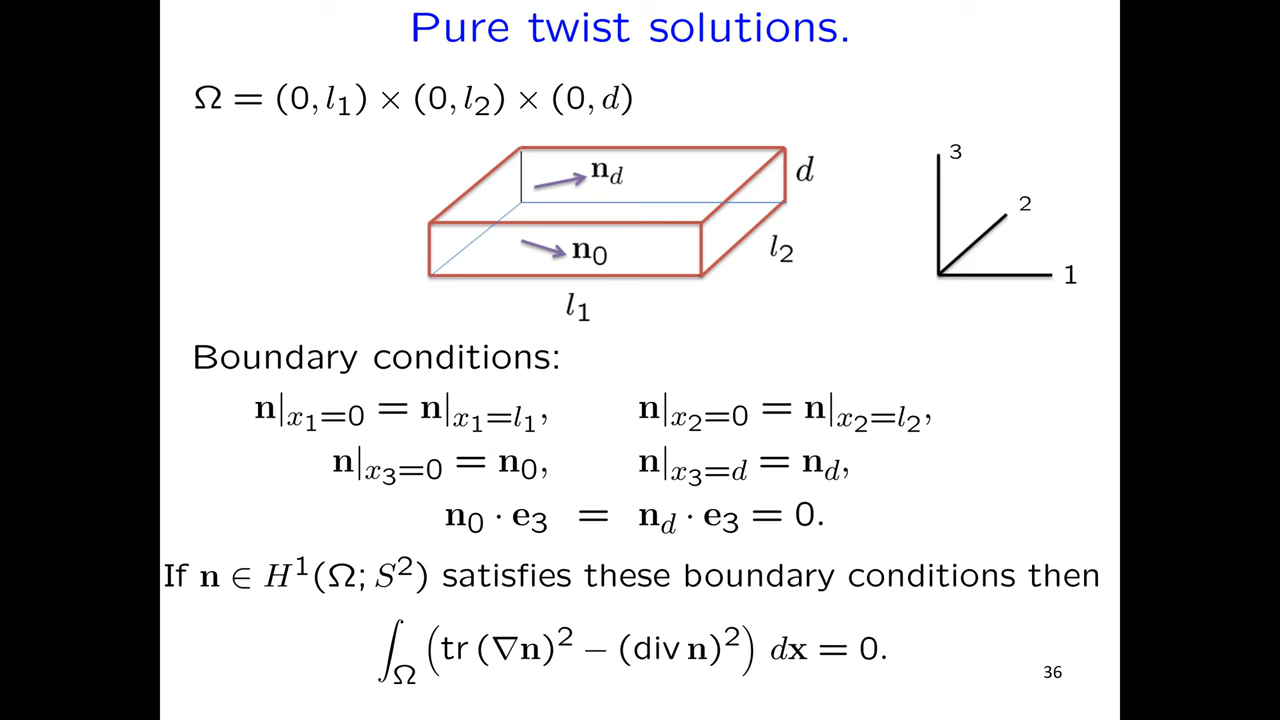 Pure twist solutions.
Ω = (0, l₁) × (0, l₂) × (0, d)
3
n_d
d
2
n₀
l₂
1
l₁
Boundary conditions:
n|ₓ₁₌₀ = n|ₓ₁₌ₗ₁, n|ₓ₂₌₀ = n|ₓ₂₌ₗ₂,
n|ₓ₃₌₀ = n₀, n|ₓ₃₌d = n_d,
n₀ · e₃ = n_d · e₃ = 0.
If n ∈ H¹(Ω; S²) satisfies these boundary conditions then
∫_Ω (tr (∇n)² − (div n)²) dx = 0.
36